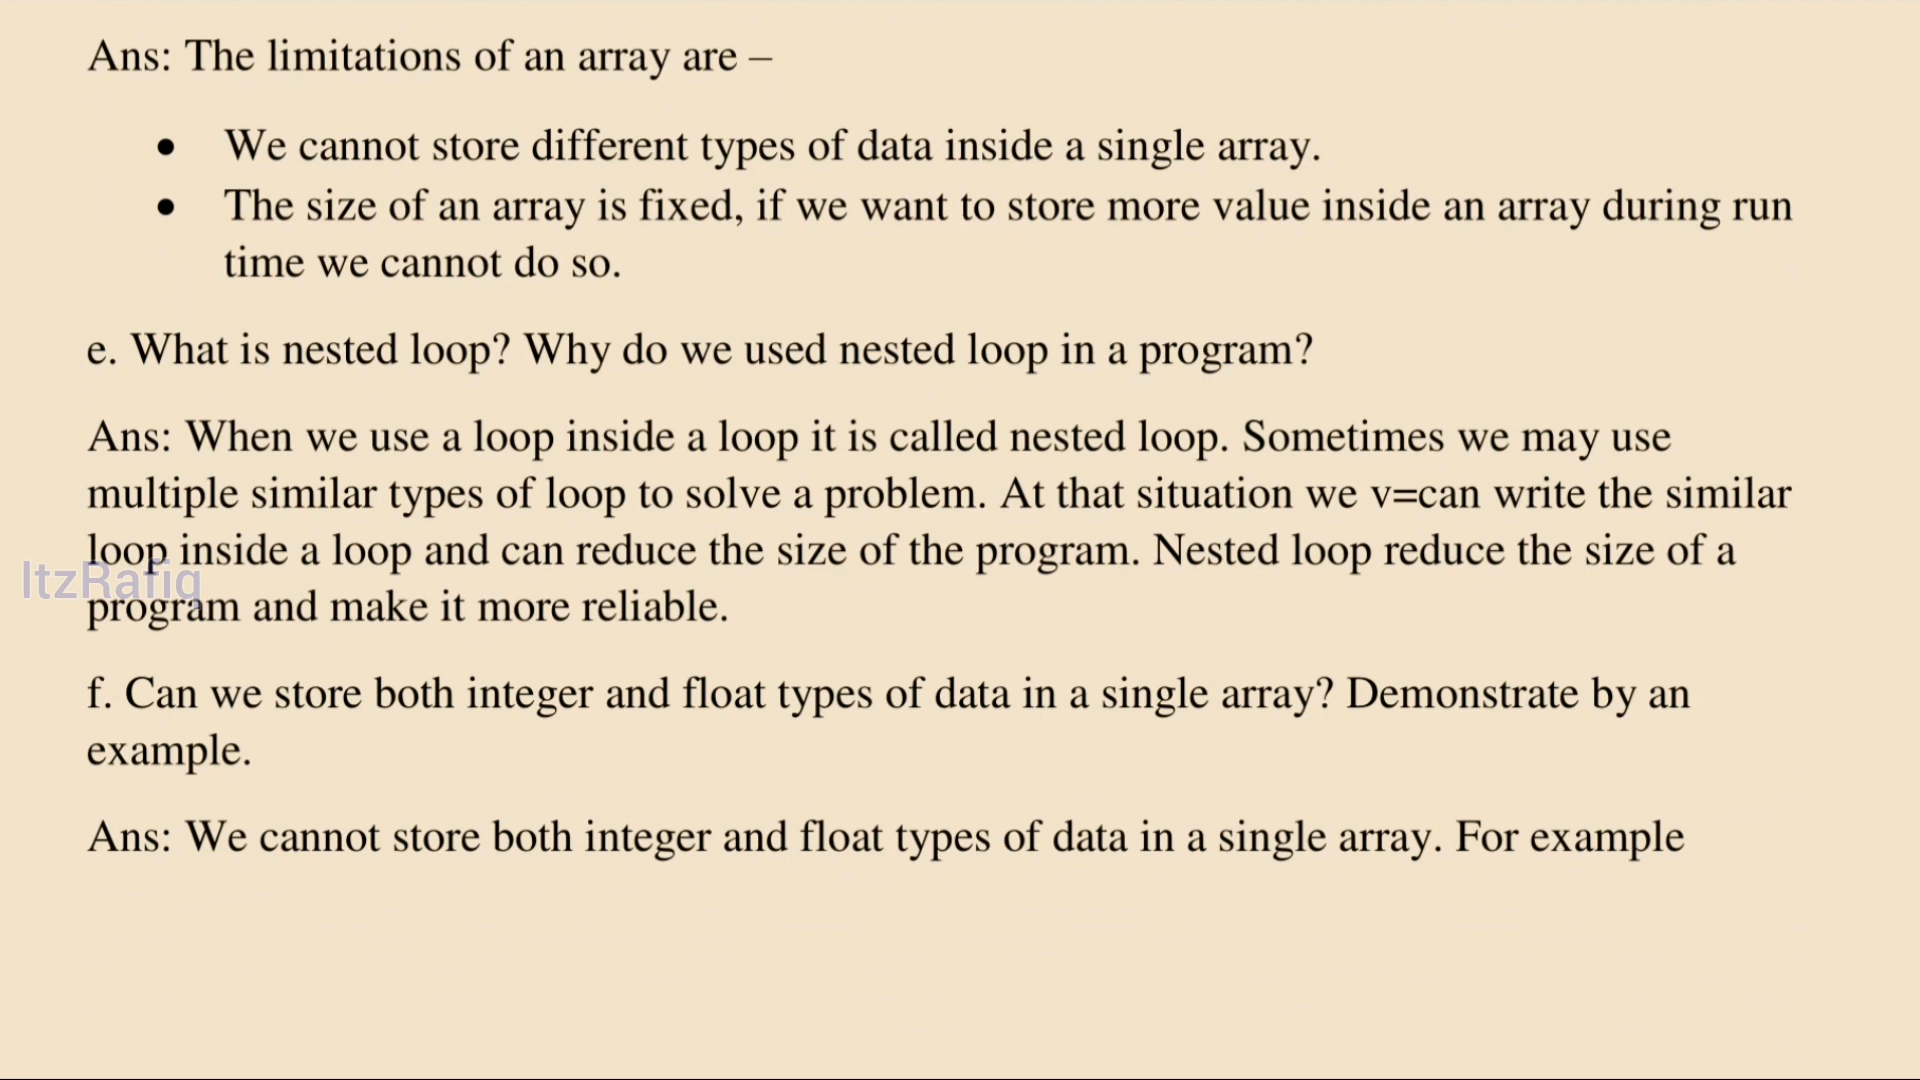 Ans: The limitations of an array are –
• We cannot store different types of data inside a single array.
• The size of an array is fixed, if we want to store more value inside an array during run
time we cannot do so.
e. What is nested loop? Why do we used nested loop in a program?
Ans: When we use a loop inside a loop it is called nested loop. Sometimes we may use
multiple similar types of loop to solve a problem. At that situation we v=can write the similar
loop inside a loop and can reduce the size of the program. Nested loop reduce the size of a
ItzRafiq
program and make it more reliable.
f. Can we store both integer and float types of data in a single array? Demonstrate by an
example.
Ans: We cannot store both integer and float types of data in a single array. For example